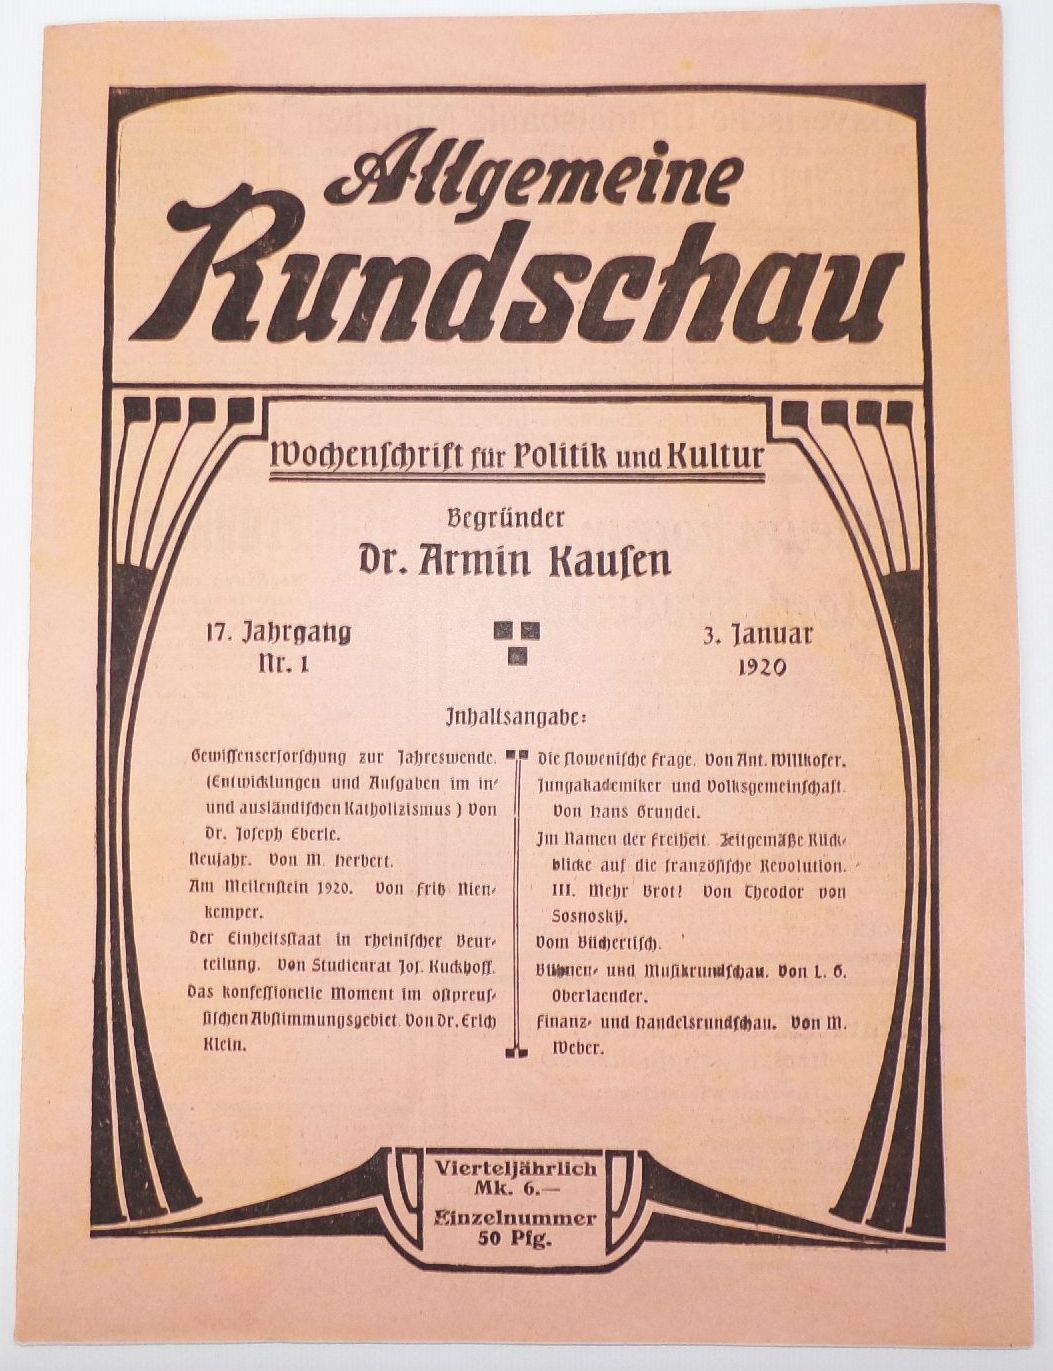 Allgemeine
Rundschau
Wochenſchrift für Politik und Kultur
Begründer
Dr. Armin Kauſen
17. Jahrgang
Nr. 1
3. Januar
1920
Inhaltsangabe:
Gewiſſenserforſchung zur Jahreswende.
(Entwicklungen und Aufgaben im in-
und ausländiſchen Katholizismus) Von
Dr. Joſeph Eberle.
Neujahr. Von M. Herbert.
Am Meilenſtein 1920. Von Fritz Nien-
kemper.
Der Einheitsſtaat in rheiniſcher Beur-
teilung. Von Studienrat Joſ. Kuckhoff.
Das konfeſſionelle Moment im oſtpreuſ-
ſiſchen Abſtimmungsgebiet. Von Dr. Erich
Klein.
Die ſloweniſche Frage. Von Ant. Willkofer.
Jungakademiker und Volksgemeinſchaft.
Von Hans Grundei.
Im Namen der Freiheit. Zeitgemäße Rück-
blicke auf die franzöſiſche Revolution.
III. Mehr Brot! Von Theodor von
Sosnosky.
Vom Büchertiſch.
Bühnen- und Muſikrundſchau. Von L. G.
Oberlaender.
Finanz- und Handelsrundſchau. Von M.
Weber.
Vierteljährlich
Mk. 6.—
Einzelnummer
50 Pfg.